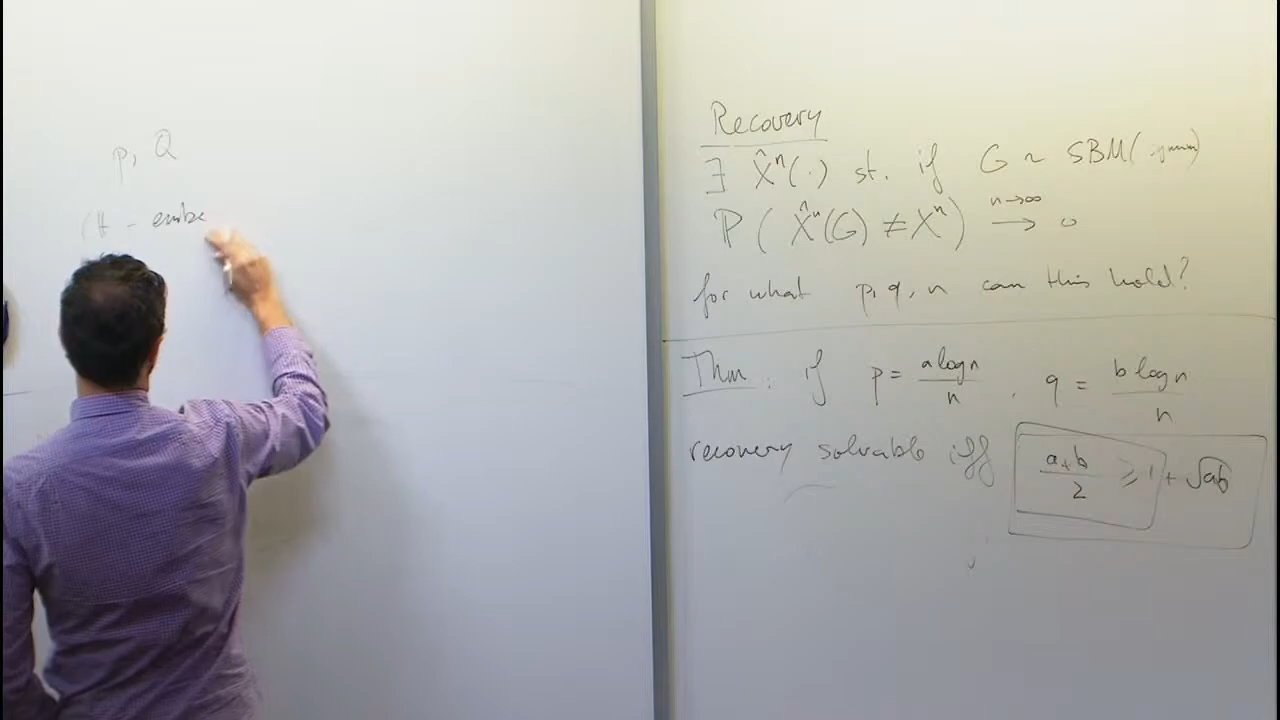 p, Q
Recovery
∃ X̂ⁿ(·) st. if G ~ SBM(symm)
ℙ ( X̂ⁿ(G) ≠ Xⁿ ) →ⁿ→∞ 0
for what p, q, n can this hold?
Thm : if p = a log n / n , q = b log n / n
recovery solvable iff a+b / 2 ⩾ 1 + √ab